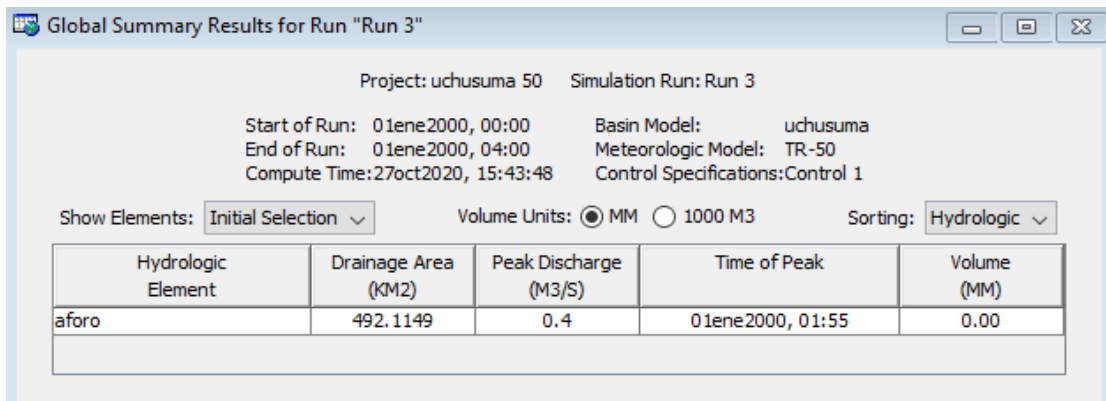 Global Summary Results for Run "Run 3"
Project: uchusuma 50 Simulation Run: Run 3
Start of Run: 01ene2000, 00:00 Basin Model: uchusuma
End of Run: 01ene2000, 04:00 Meteorologic Model: TR-50
Compute Time:27oct2020, 15:43:48 Control Specifications:Control 1
Show Elements: Initial Selection Volume Units: MM 1000 M3 Sorting: Hydrologic
Hydrologic Drainage Area Peak Discharge Time of Peak Volume
Element (KM2) (M3/S) (MM)
aforo 492.1149 0.4 01ene2000, 01:55 0.00